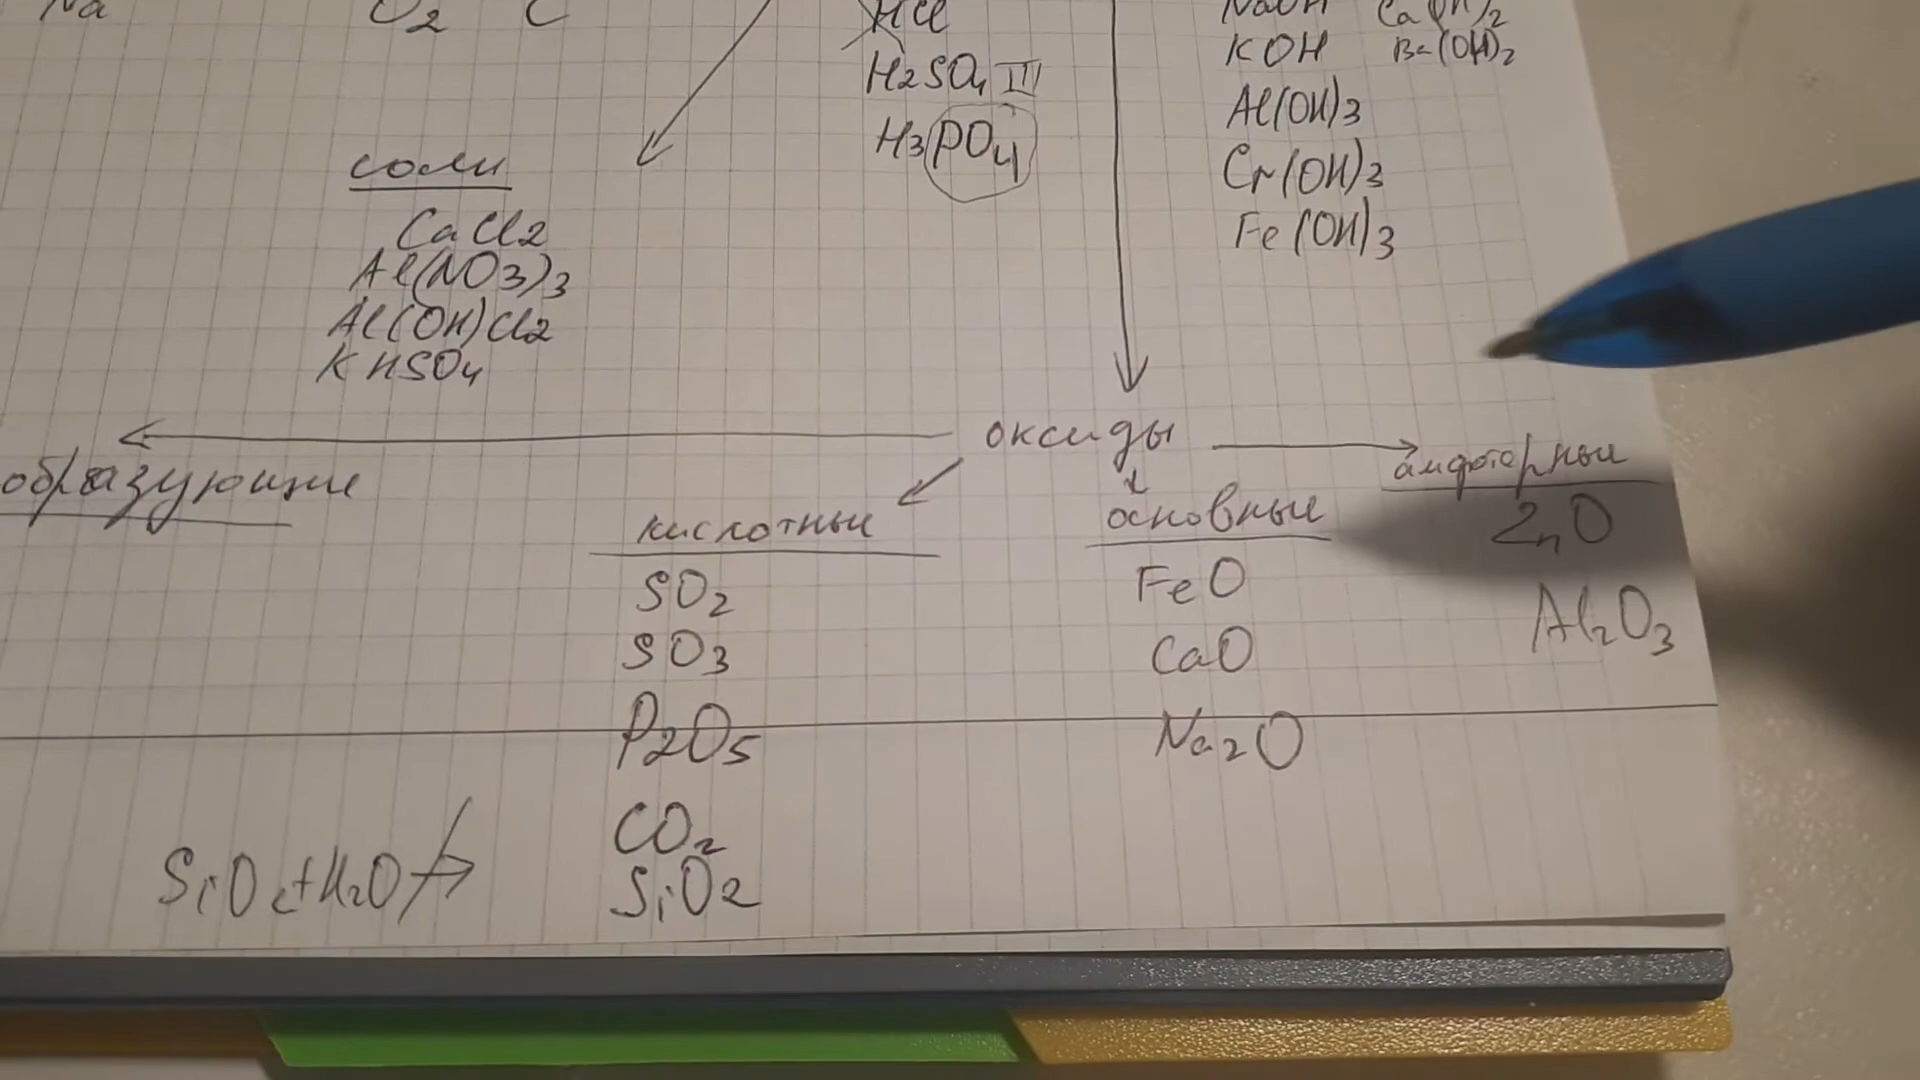 Na O2 C
HCl
H2SO4 III
H3PO4
NaOH Ca(OH)2
KOH Ba(OH)2
Al(OH)3
Cr(OH)3
Fe(OH)3
соли
CaCl2
Al(NO3)3
Al(OH)Cl2
KHSO4
оксиды
образующие
кислотные
SO2
SO3
P2O5
CO2
SiO2
основные
FeO
CaO
Na2O
амфотерные
ZnO
Al2O3
SiO2+H2O